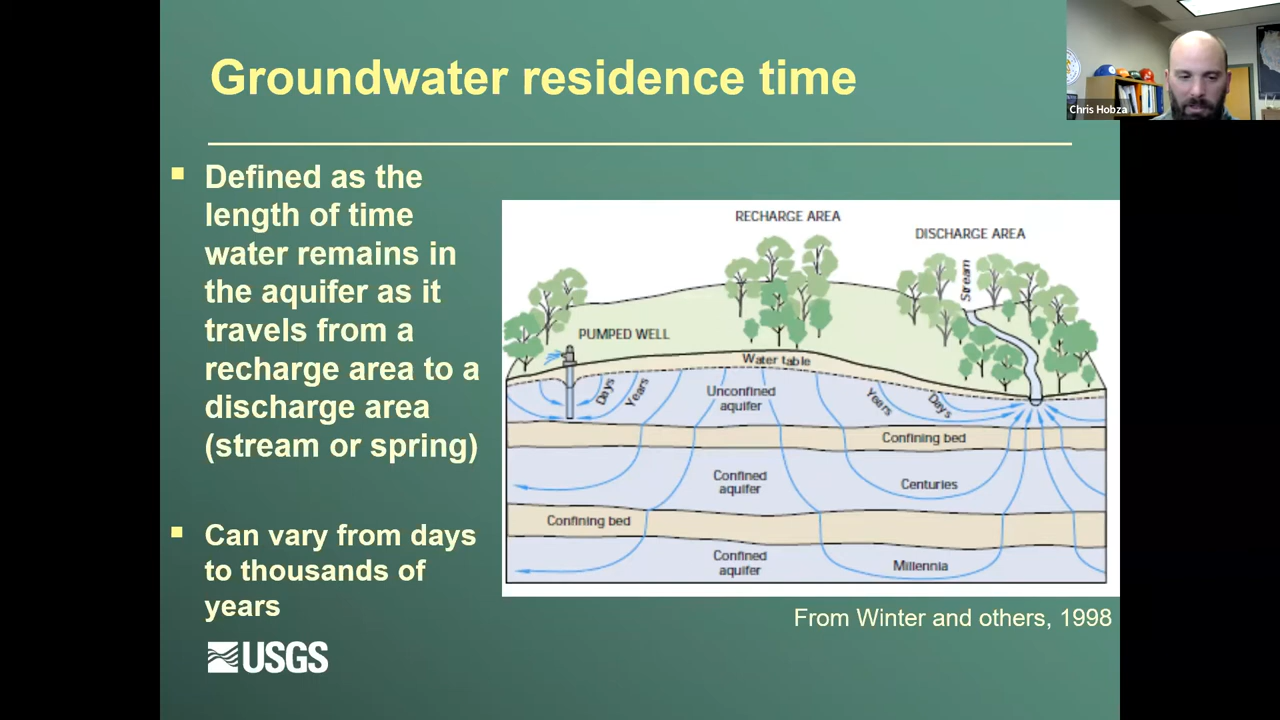 Groundwater residence time
Chris Hobza
Defined as the
length of time
water remains in
the aquifer as it
travels from a
recharge area to a
discharge area
(stream or spring)
Can vary from days
to thousands of
years
RECHARGE AREA
DISCHARGE AREA
Stream
PUMPED WELL
Water table
Days
Years
Unconfined
aquifer
Years
Days
Confining bed
Confined
aquifer
Centuries
Confining bed
Confined
aquifer
Millennia
From Winter and others, 1998
USGS